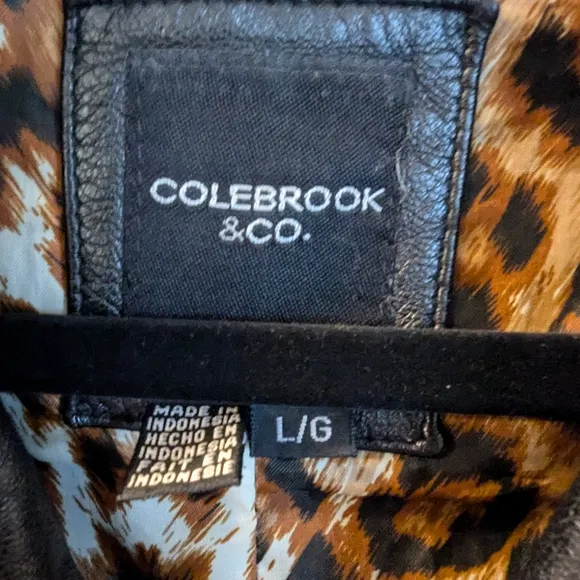 COLEBROOK
&CO.
MADE IN
INDONESIA
HECHO EN
INDONESIA
FAIT EN
INDONESIE
L/G